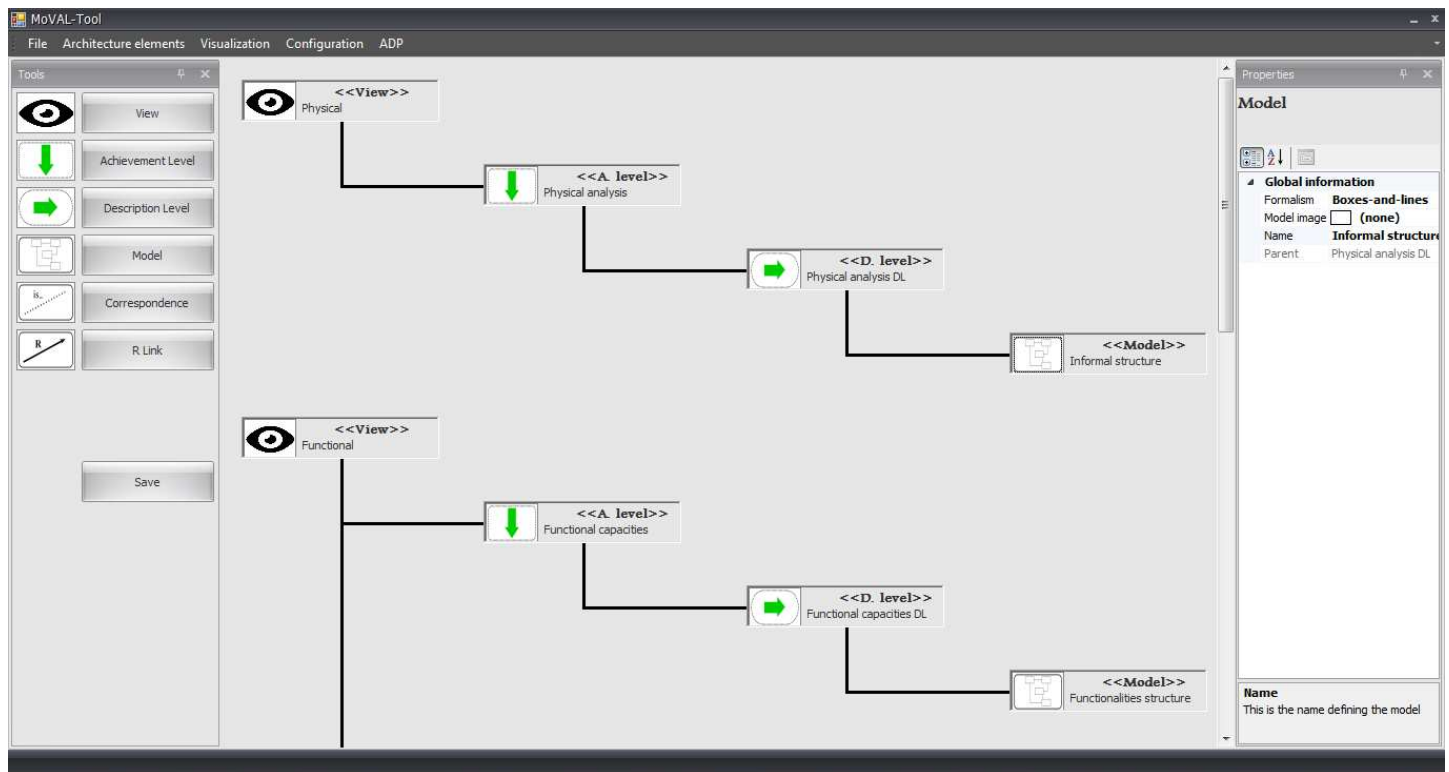 MoVAL-Tool
File Architecture elements Visualization Configuration ADP
Tools
View
Achievement Level
Description Level
Model
is..
Correspondence
R
R Link
Save
<<View>>
Physical
<<A. level>>
Physical analysis
<<D. level>>
Physical analysis DL
<<Model>>
Informal structure
<<View>>
Functional
<<A. level>>
Functional capacities
<<D. level>>
Functional capacities DL
<<Model>>
Functionalities structure
Properties
Model
Global information
Formalism Boxes-and-lines
Model image (none)
Name Informal structure
Parent Physical analysis DL
Name
This is the name defining the model